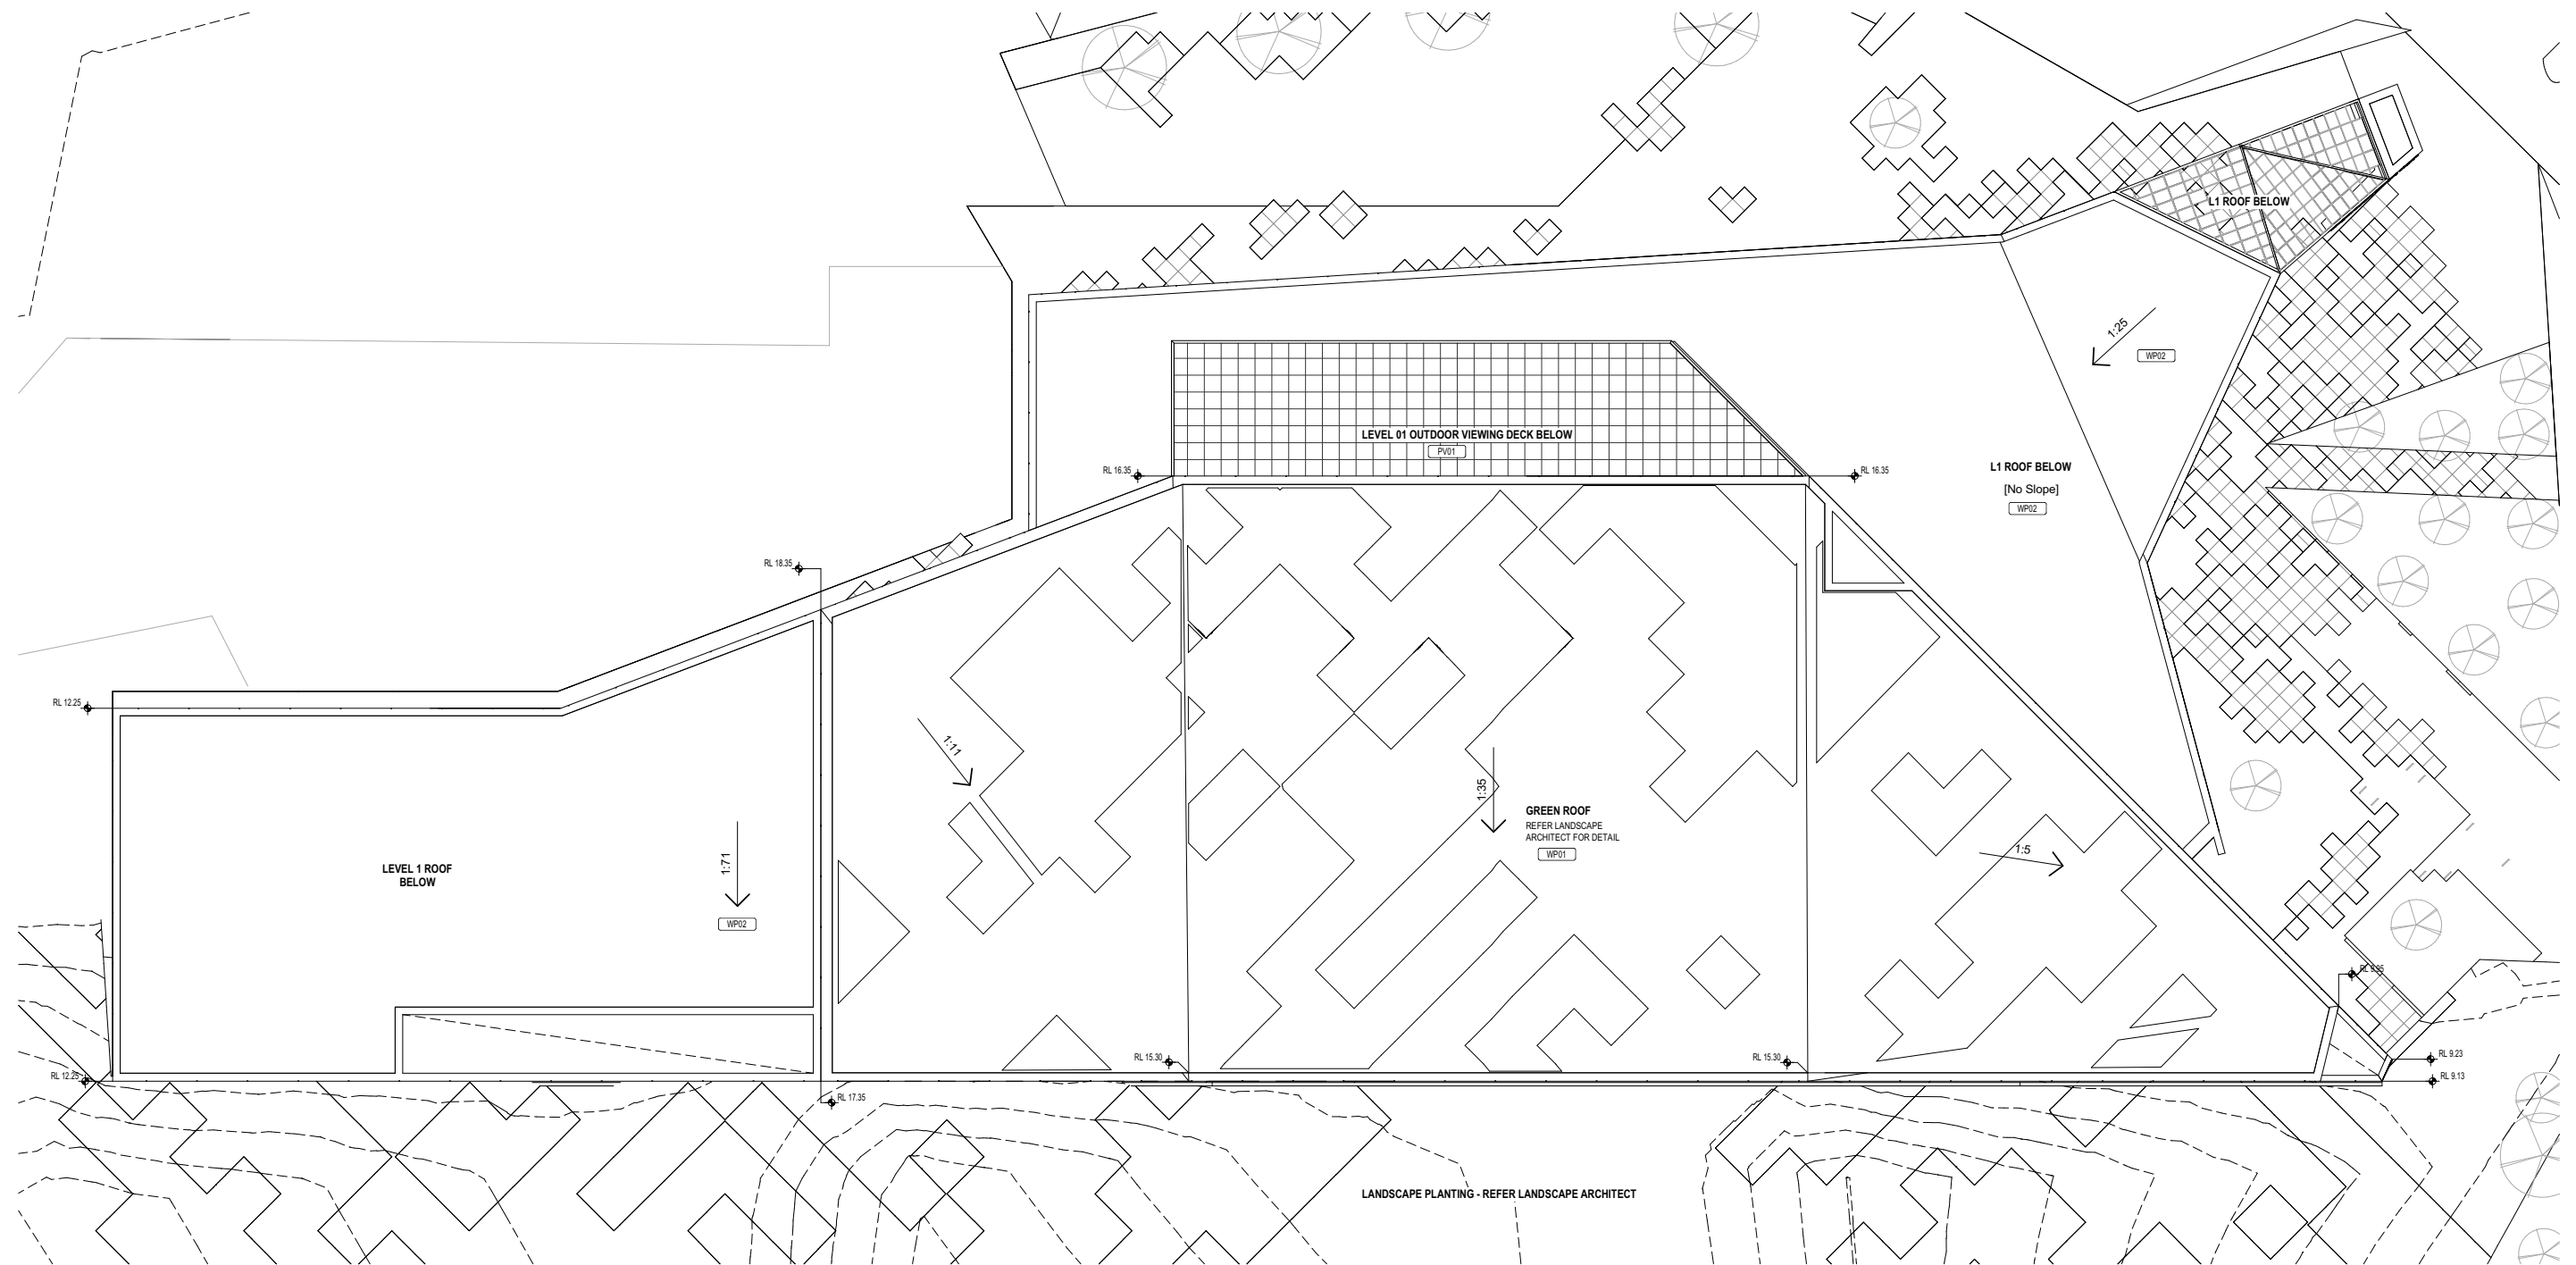 L1 ROOF BELOW
1:25
WP02
LEVEL 01 OUTDOOR VIEWING DECK BELOW
PV01
RL 16.35
RL 16.35
L1 ROOF BELOW
[No Slope]
WP02
RL 18.35
RL 12.25
1:11
1:35
GREEN ROOF
REFER LANDSCAPE
ARCHITECT FOR DETAIL
WP01
1:5
1:71
LEVEL 1 ROOF
BELOW
WP02
RL 15.30
RL 15.30
RL 9.23
RL 12.25
RL 9.13
RL 17.35
LANDSCAPE PLANTING - REFER LANDSCAPE ARCHITECT